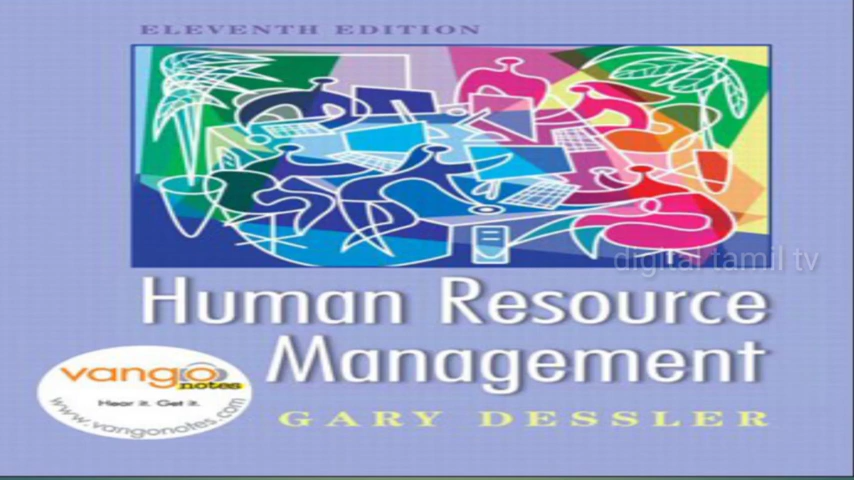 ELEVENTH EDITION
digital tamil tv
Human Resource
Management
vango
notes
Hear it. Get it.
www.vangonotes.com
GARY DESSLER